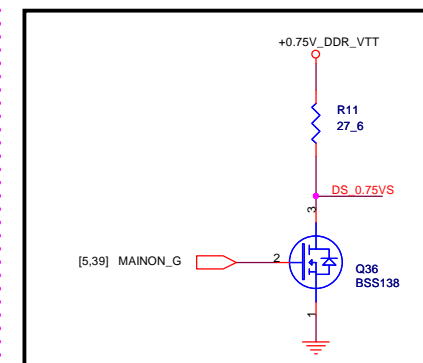 +0.75V_DDR_VTT
R11
27_6
DS_0.75VS
3
[5,39] MAINON_G
2
Q36
BSS138
1